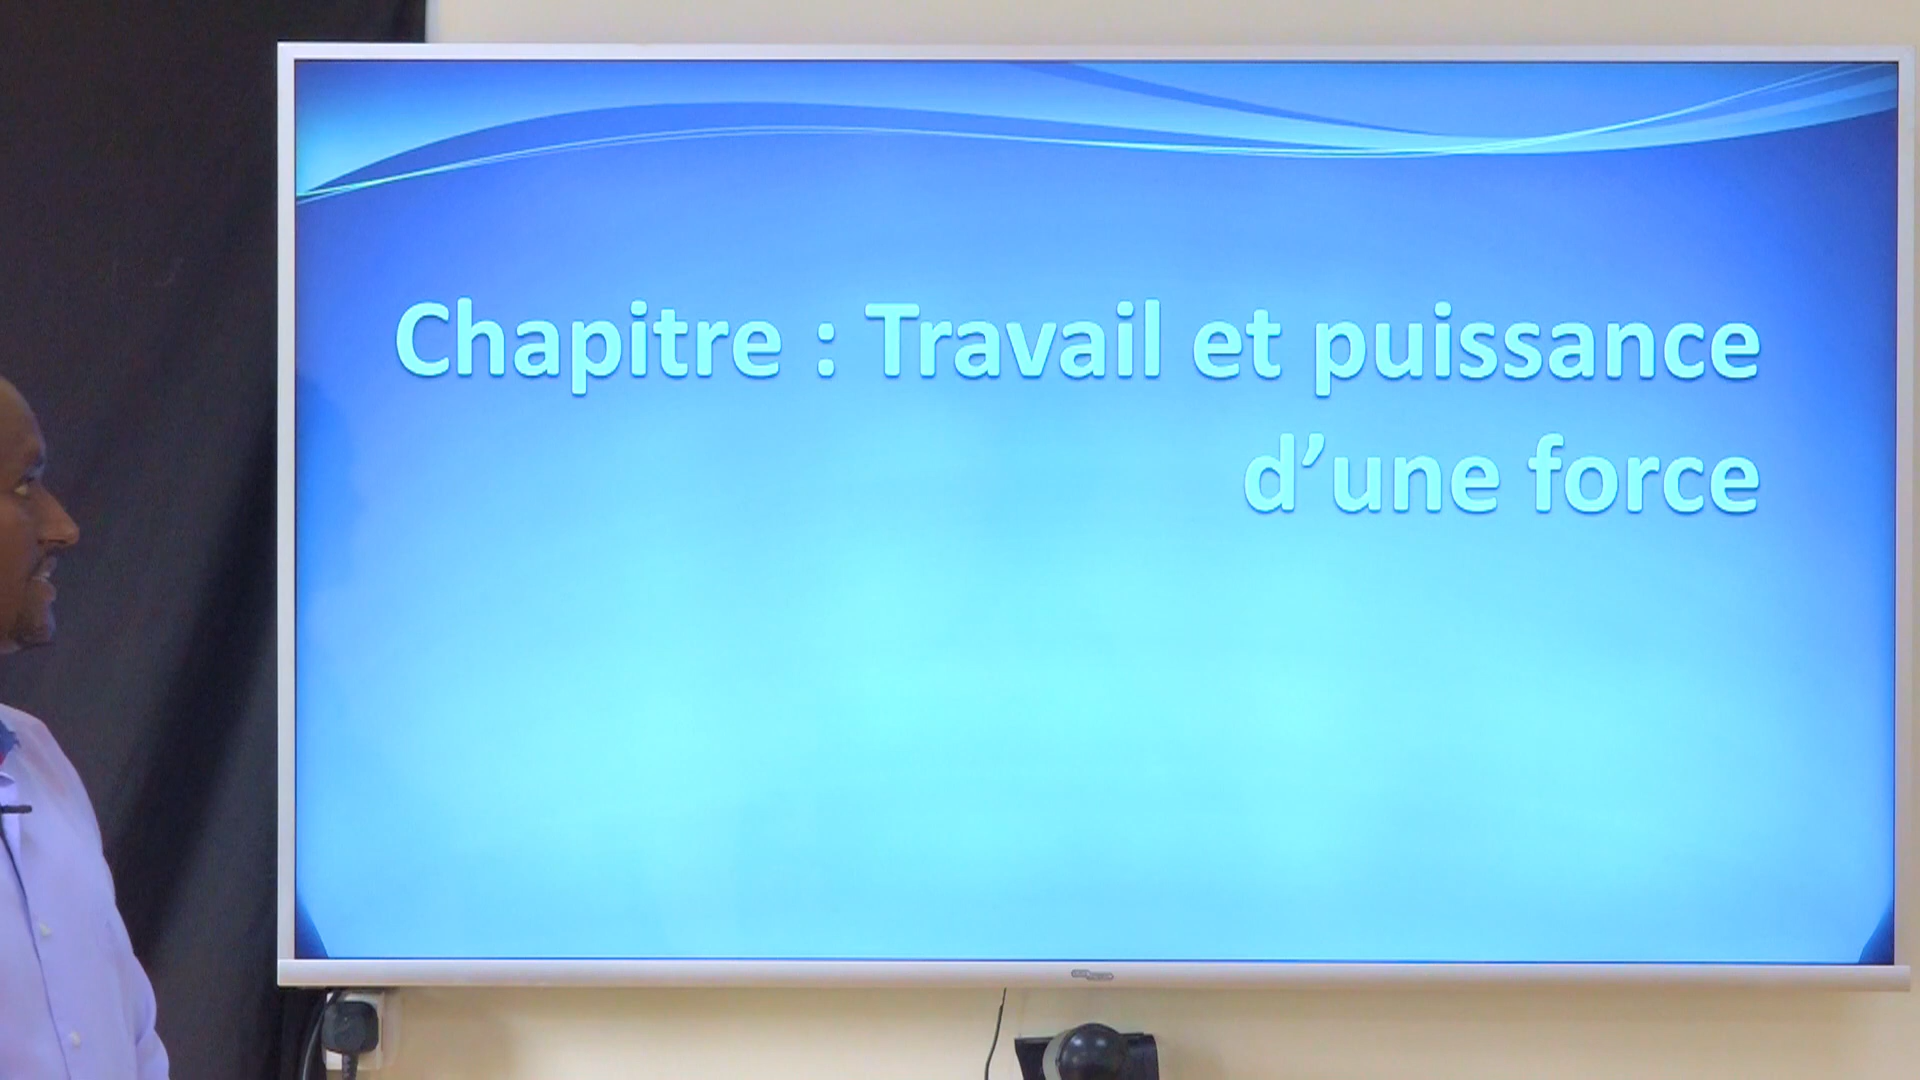 Chapitre : Travail et puissance
d’une force